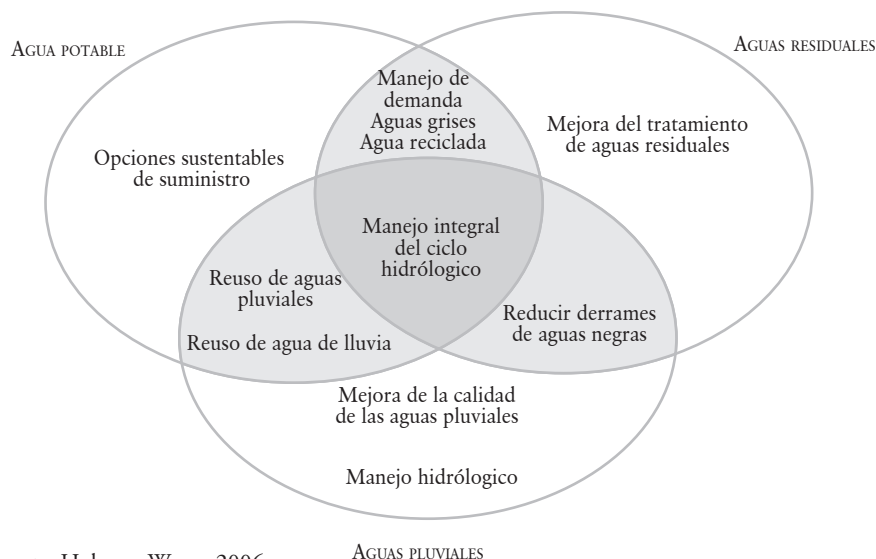 AGUA POTABLE
AGUAS RESIDUALES
Manejo de
demanda
Aguas grises
Agua reciclada
Mejora del tratamiento
de aguas residuales
Opciones sustentables
de suministro
Manejo integral
del ciclo
hidrólogico
Reuso de aguas
pluviales
Reuso de agua de lluvia
Reducir derrames
de aguas negras
Mejora de la calidad
de las aguas pluviales
Manejo hidrólogico
AGUAS PLUVIALES
2006